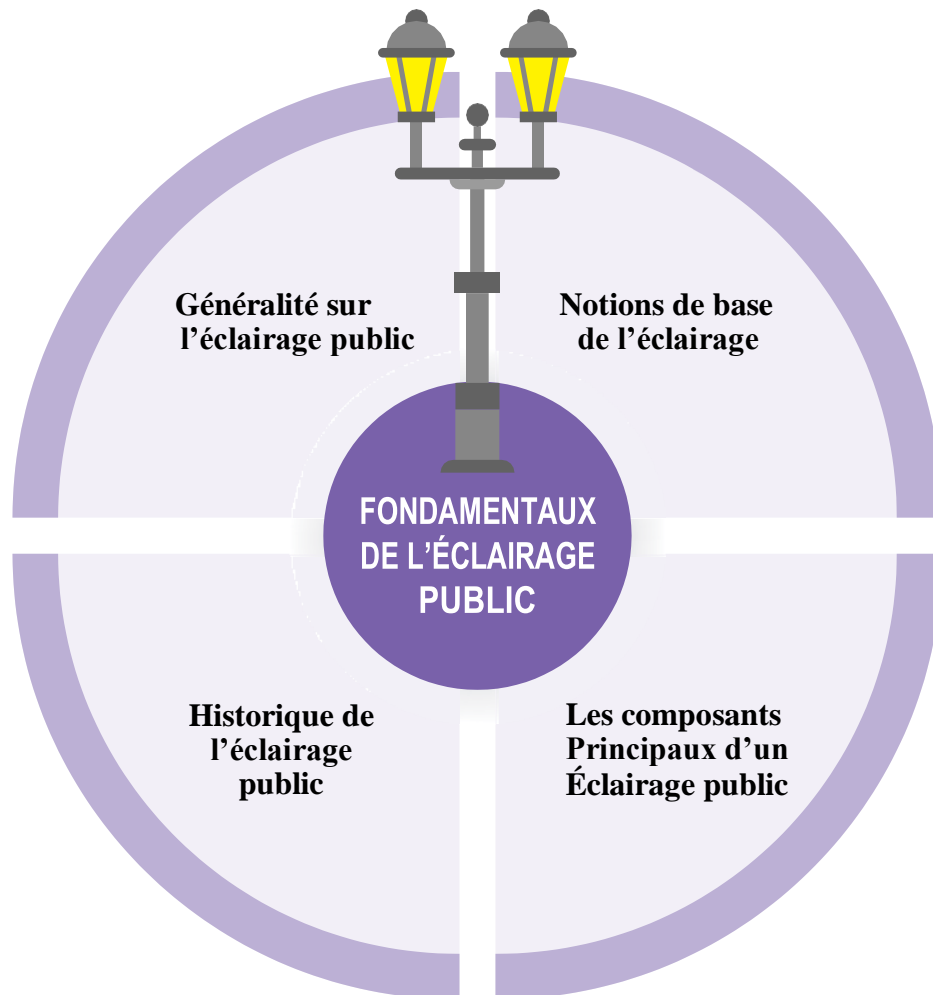 Généralité sur
l’éclairage public
Notions de base
de l’éclairage
FONDAMENTAUX
DE L’ÉCLAIRAGE
PUBLIC
Historique de
l’éclairage
public
Les composants
Principaux d’un
Éclairage public